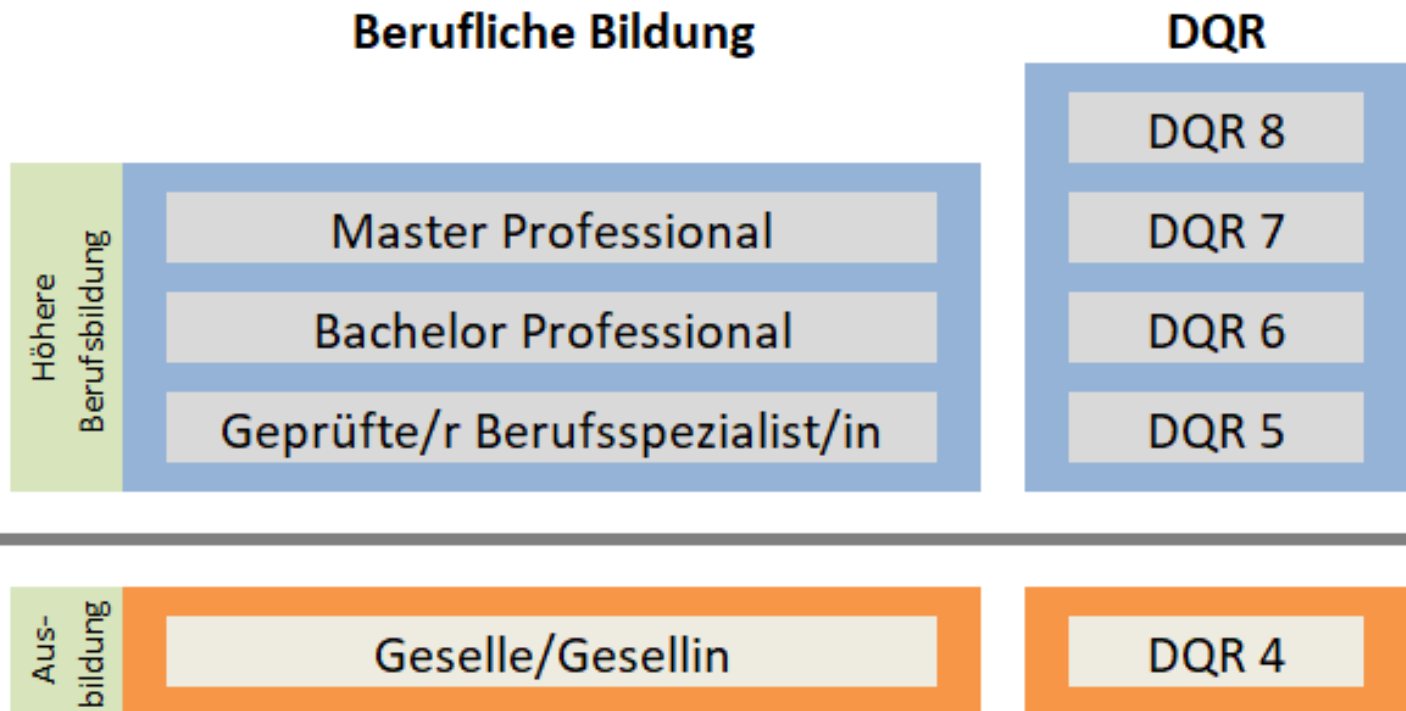 Berufliche Bildung
DQR
DQR 8
Höhere
Berufsbildung
Master Professional
DQR 7
Bachelor Professional
DQR 6
Geprüfte/r Berufsspezialist/in
DQR 5
Aus-
bildung
Geselle/Gesellin
DQR 4